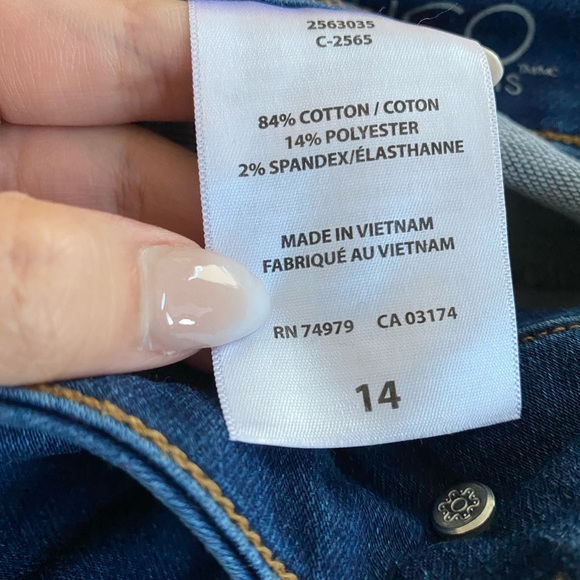 2563035
C-2565
84% COTTON / COTON
14% POLYESTER
2% SPANDEX/ÉLASTHANNE
MADE IN VIETNAM
FABRIQUÉ AU VIETNAM
RN 74979 CA 03174
14